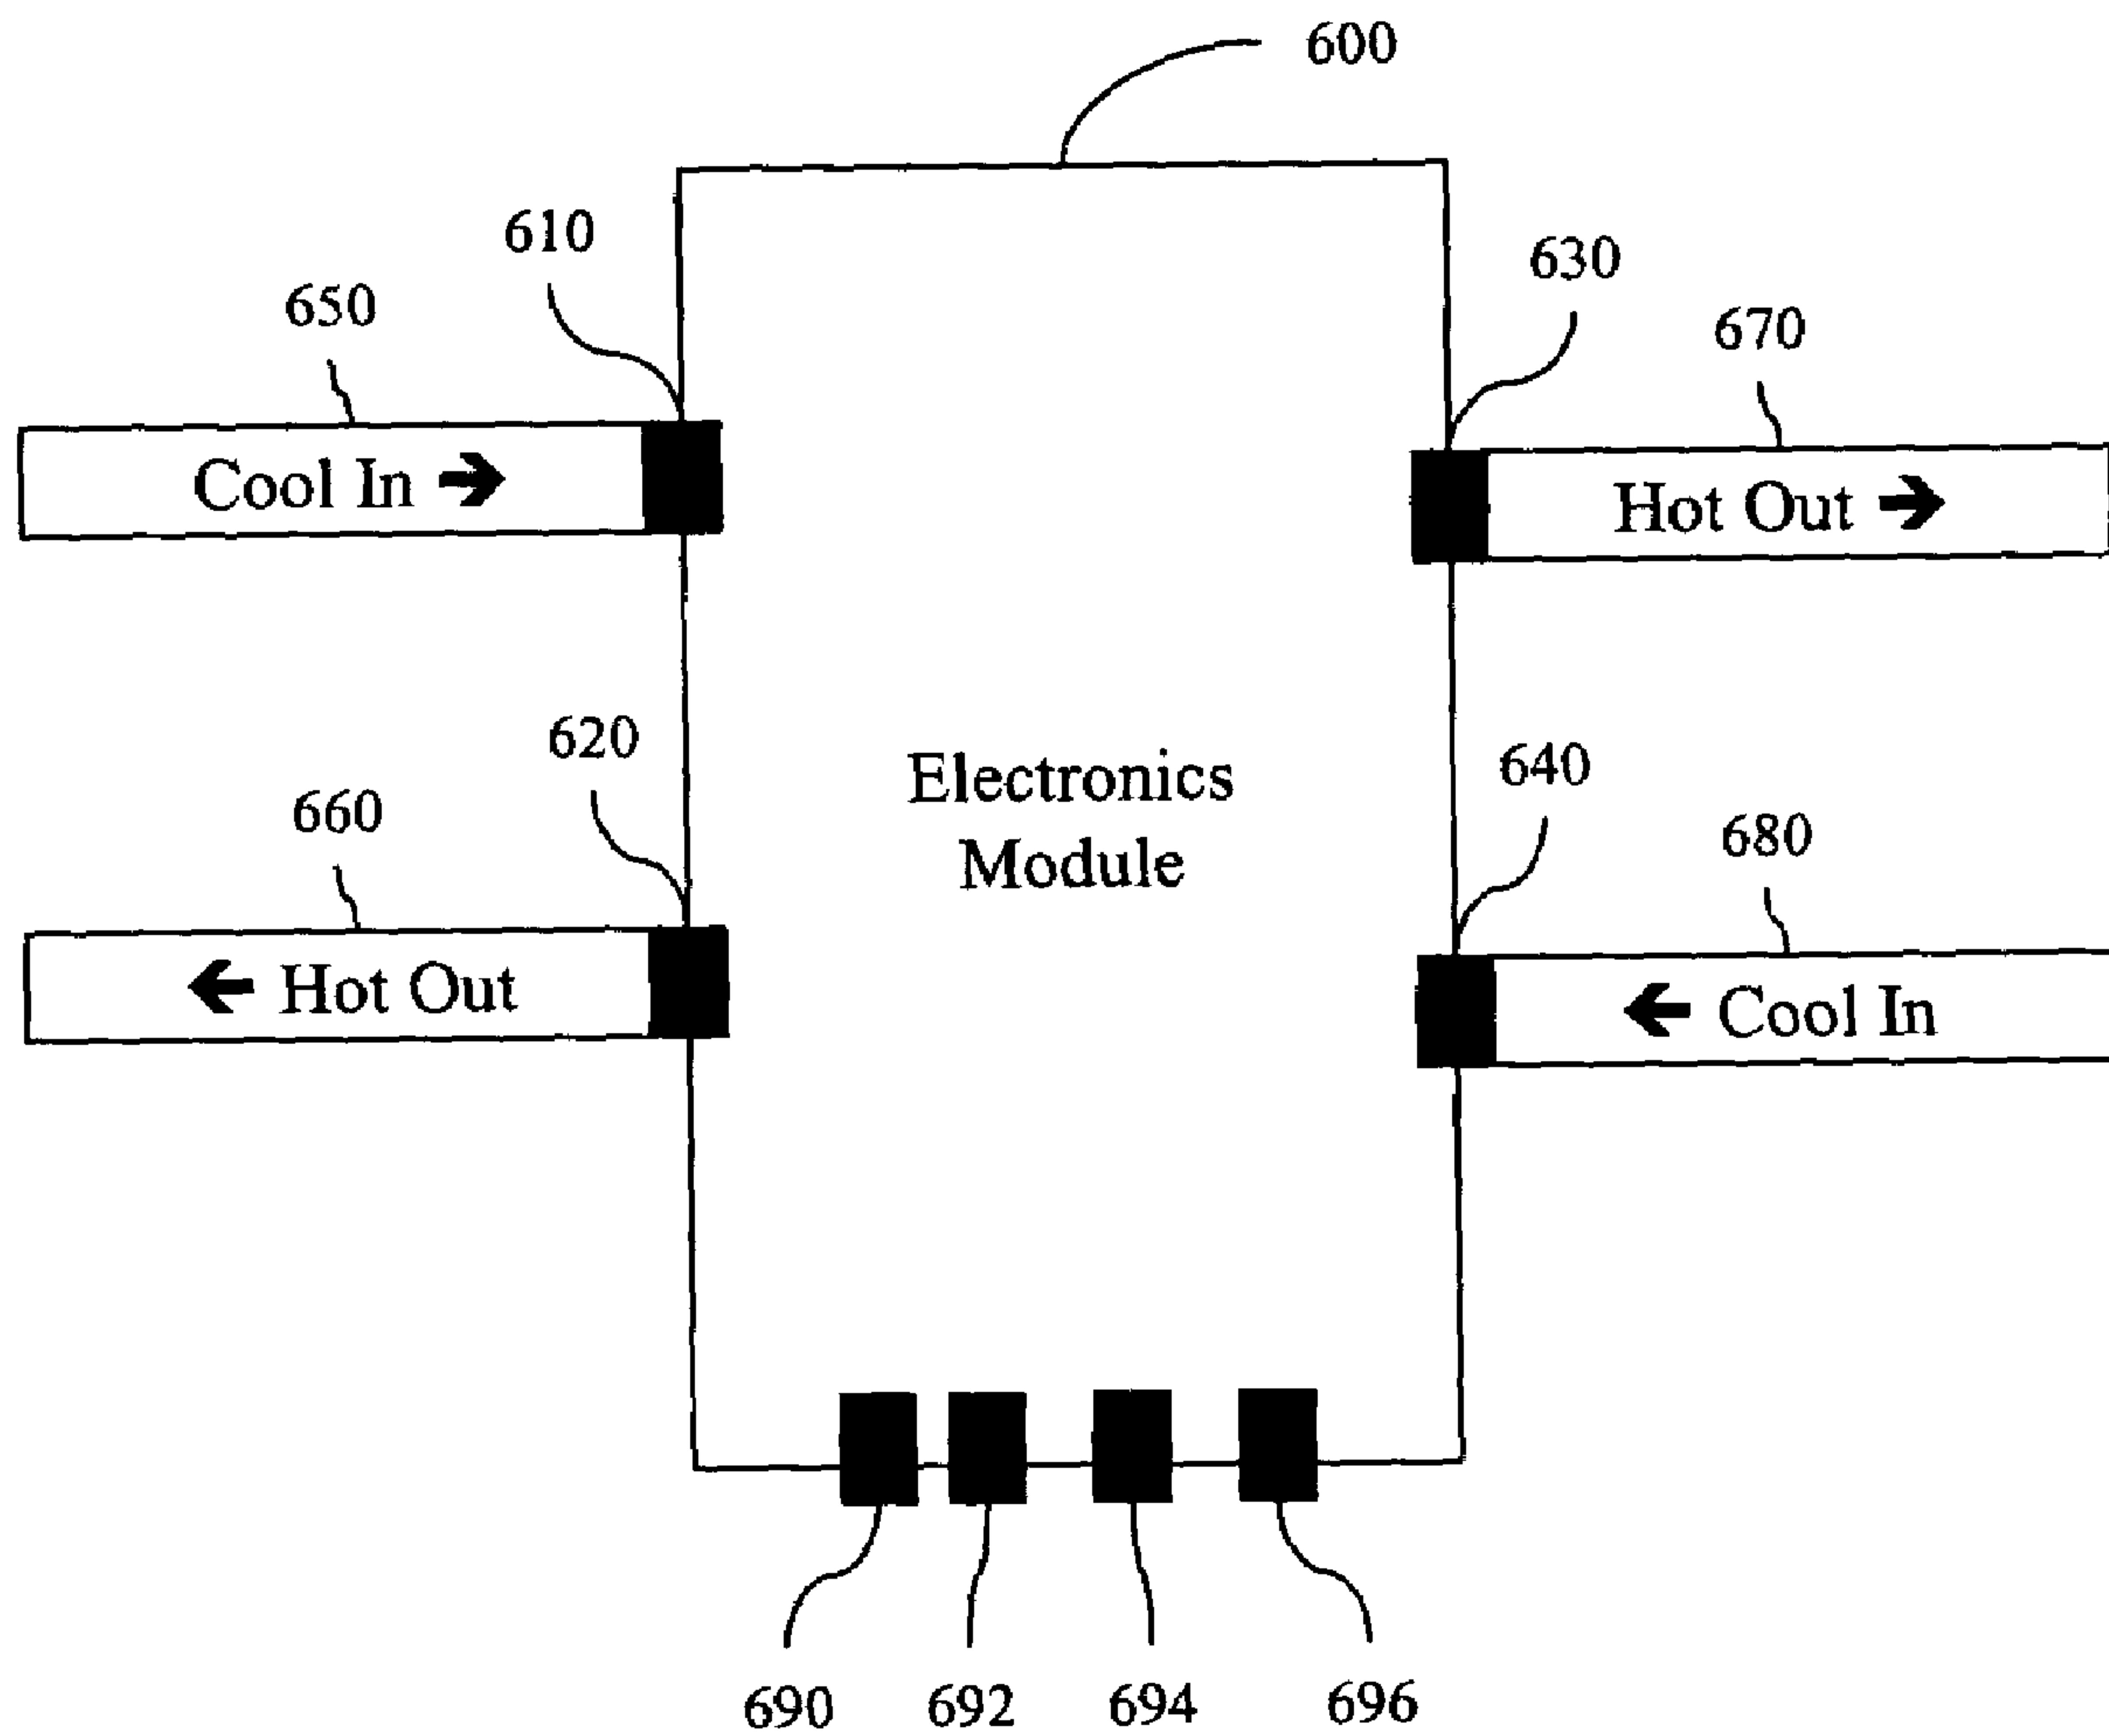 600
610
630
650
670
Cool In →
Hot Out →
620
640
660
680
Electronics
Module
← Hot Out
← Cool In
690 692 694 696